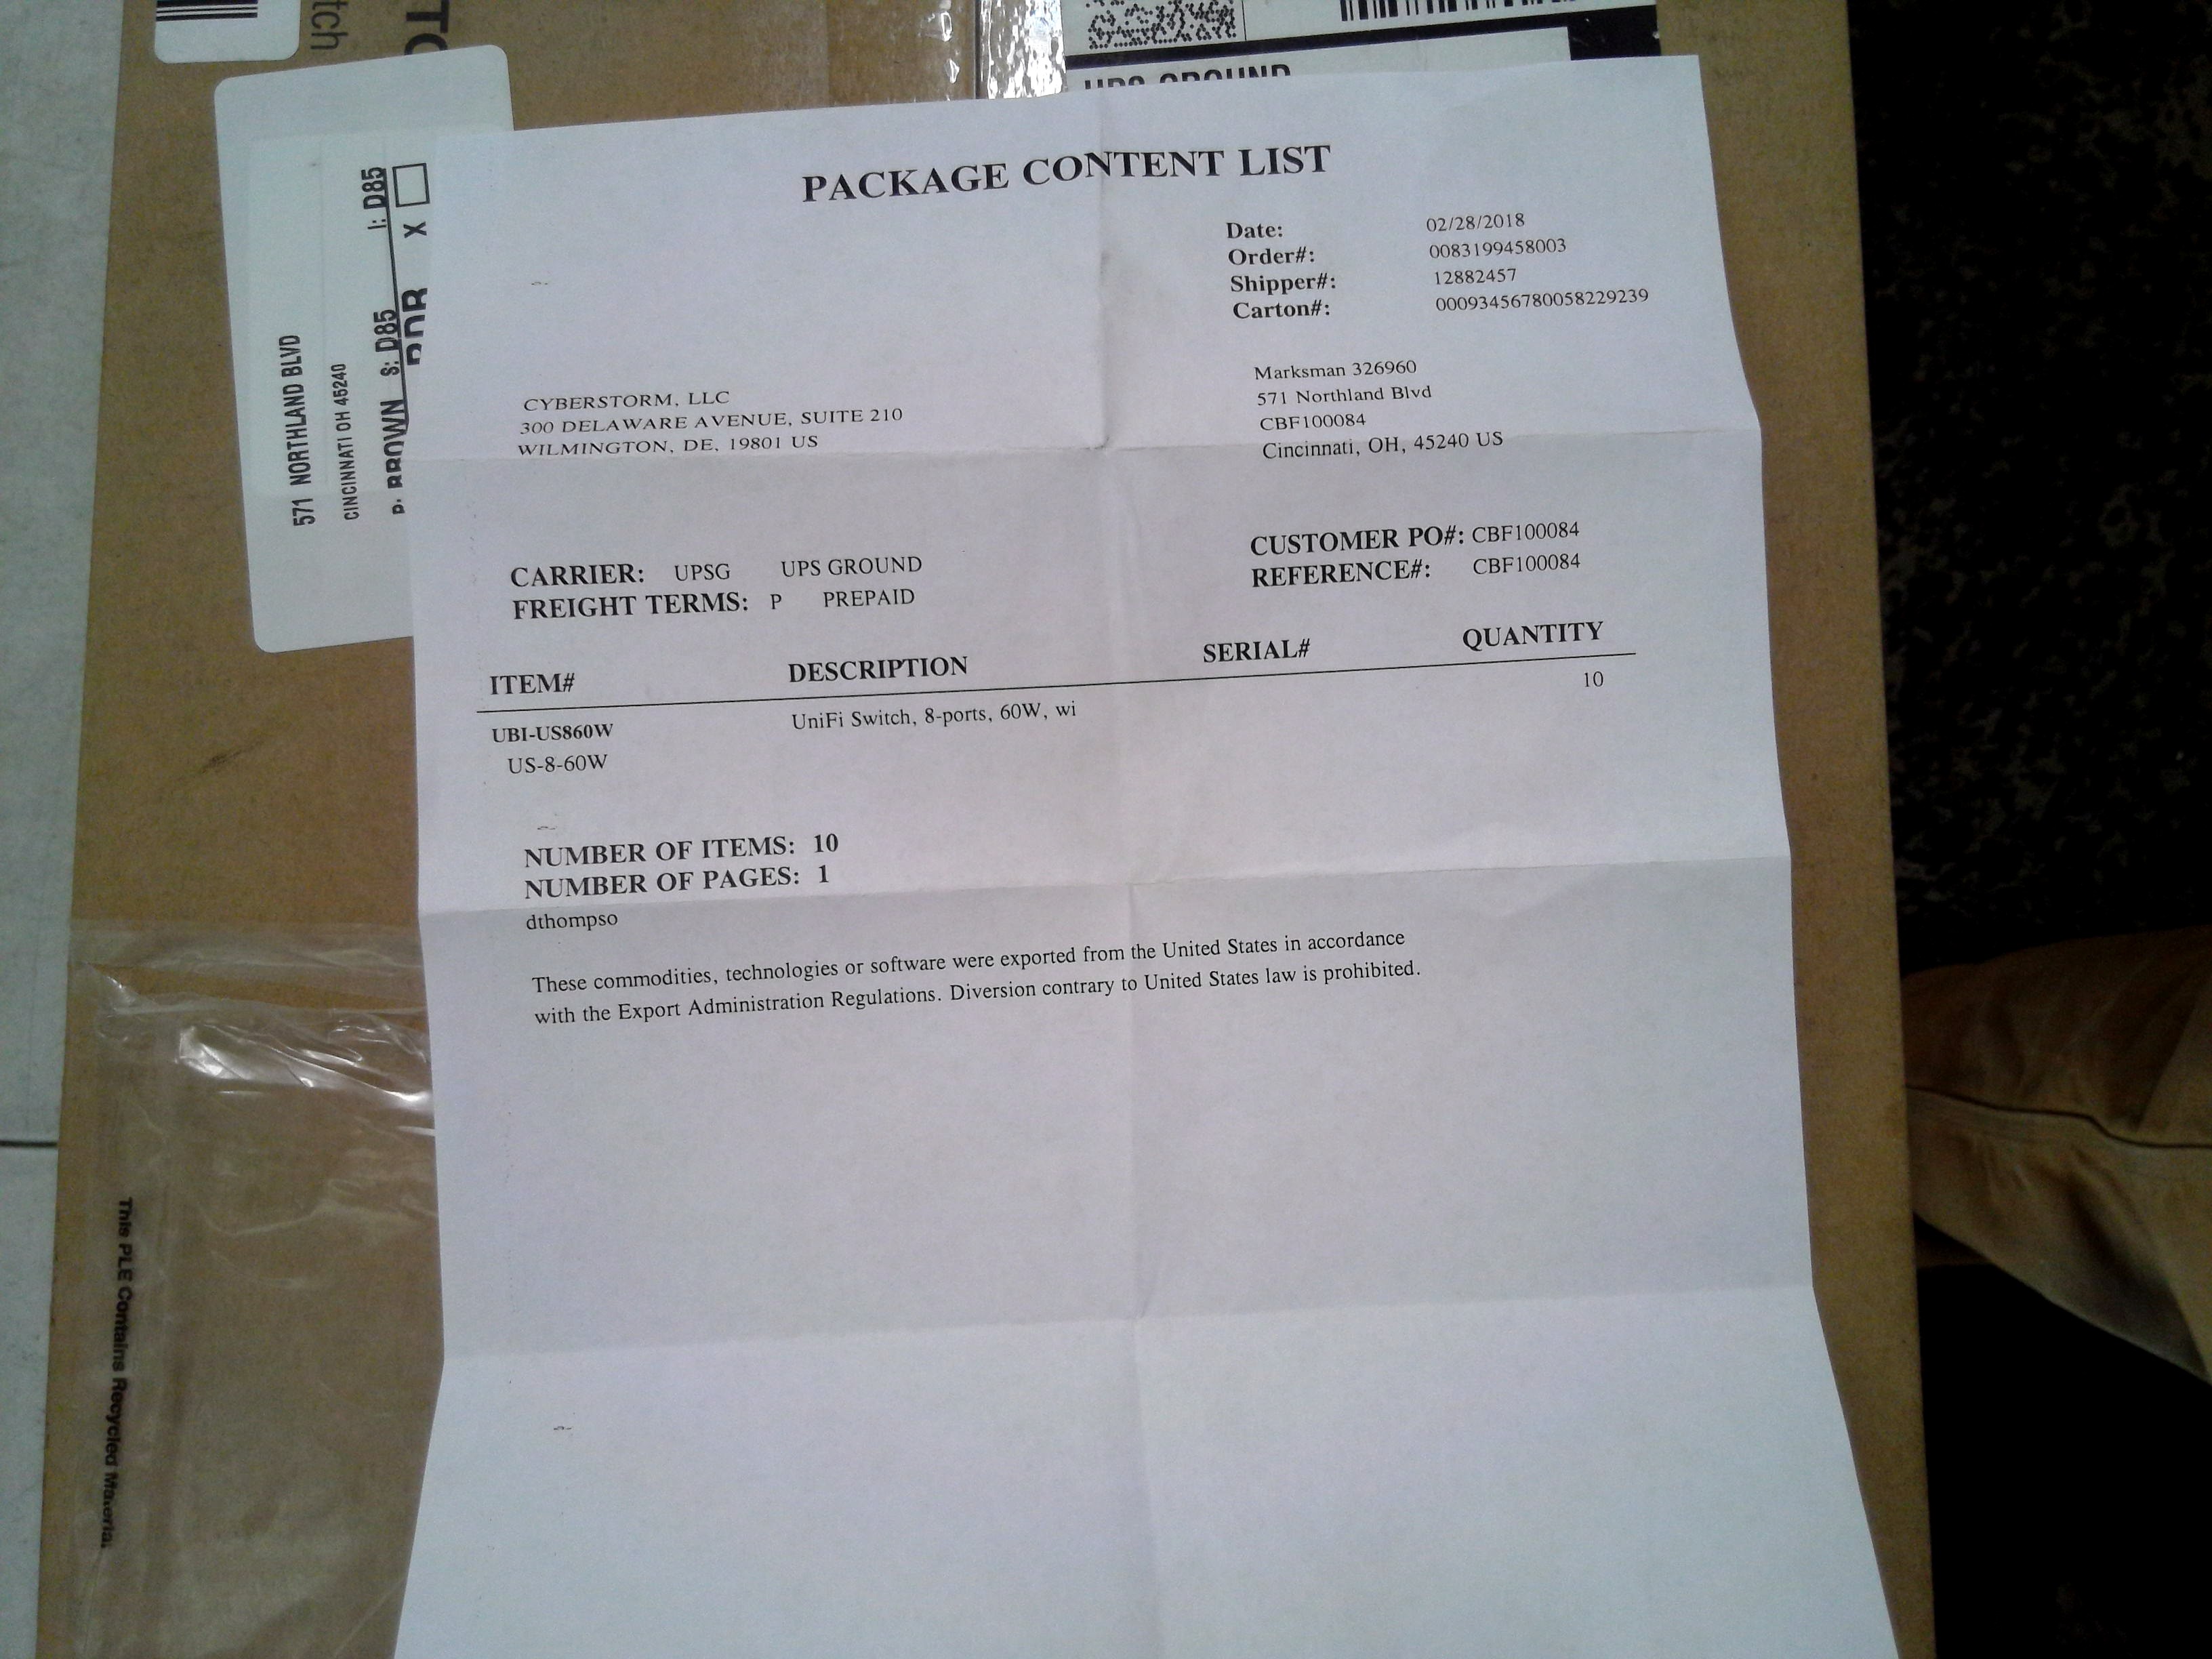 tch
UPS GROUND
571 NORTHLAND BLVD
CINCINNATI OH 45240
P. BROWN S: D85 I: D85
DDR X
PACKAGE CONTENT LIST
Date: 02/28/2018
Order#: 0083199458003
Shipper#: 12882457
Carton#: 00093456780058229239
CYBERSTORM, LLC
300 DELAWARE AVENUE, SUITE 210
WILMINGTON, DE, 19801 US
Marksman 326960
571 Northland Blvd
CBF100084
Cincinnati, OH, 45240 US
CARRIER: UPSG UPS GROUND
FREIGHT TERMS: P PREPAID
CUSTOMER PO#: CBF100084
REFERENCE#: CBF100084
ITEM# DESCRIPTION SERIAL# QUANTITY
UBI-US860W UniFi Switch, 8-ports, 60W, wi 10
US-8-60W
NUMBER OF ITEMS: 10
NUMBER OF PAGES: 1
dthompso
These commodities, technologies or software were exported from the United States in accordance
with the Export Administration Regulations. Diversion contrary to United States law is prohibited.
This PLE Contains Recycled Material